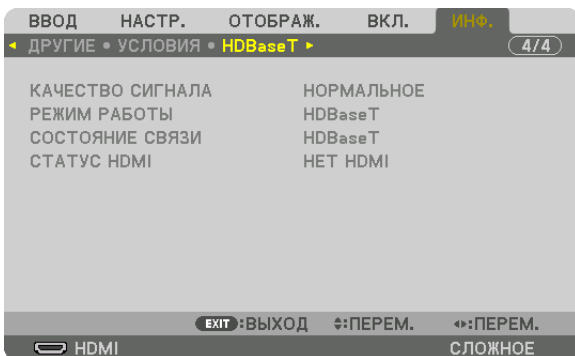 ВВОД НАСТР. ОТОБРАЖ. ВКЛ. ИНФ.
ДРУГИЕ • УСЛОВИЯ • HDBaseT 4/4
КАЧЕСТВО СИГНАЛА НОРМАЛЬНОЕ
РЕЖИМ РАБОТЫ HDBaseT
СОСТОЯНИЕ СВЯЗИ HDBaseT
СТАТУС HDMI НЕТ HDMI
EXIT :ВЫХОД :ПЕРЕМ. :ПЕРЕМ.
HDMI СЛОЖНОЕ